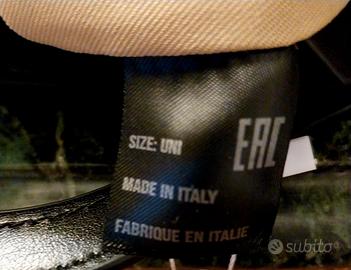 SIZE: UNI
EAC
MADE IN ITALY
FABRIQUE EN ITALIE
subito